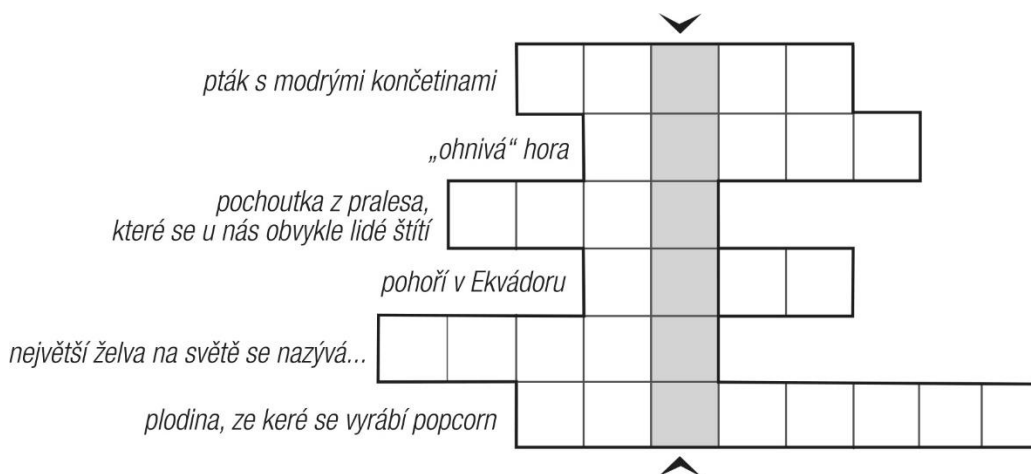 pták s modrými končetinami
„ohnivá“ hora
pochoutka z pralesa,
které se u nás obvykle lidé štítí
pohoří v Ekvádoru
největší želva na světě se nazývá...
plodina, ze keré se vyrábí popcorn